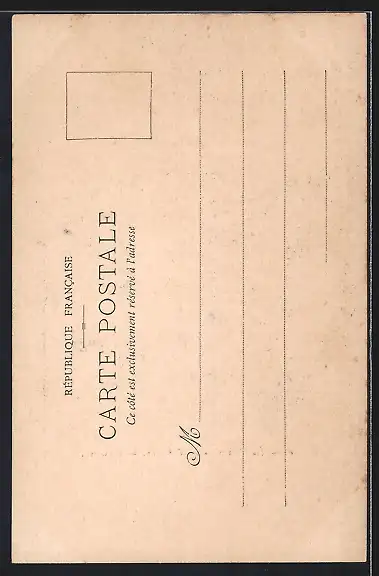 RÉPUBLIQUE FRANÇAISE
CARTE POSTALE
Ce côté est exclusivement réservé à l'adresse
M